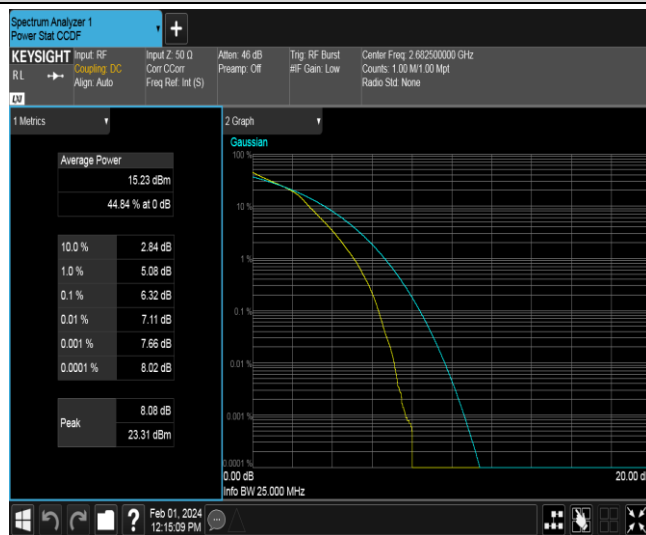 Spectrum Analyzer 1
Power Stat CCDF
KEYSIGHT
RL
LXI
Input: RF
Coupling: DC
Align: Auto
Input Z: 50 Ω
Corr CCorr
Freq Ref: Int (S)
Atten: 46 dB
Preamp: Off
Trig: RF Burst
#IF Gain: Low
Center Freq: 2.682500000 GHz
Counts: 1.00 M/1.00 Mpt
Radio Std: None
1 Metrics
Average Power
15.23 dBm
44.84 % at 0 dB
10.0 % 2.84 dB
1.0 % 5.08 dB
0.1 % 6.32 dB
0.01 % 7.11 dB
0.001 % 7.66 dB
0.0001 % 8.02 dB
Peak
8.08 dB
23.31 dBm
2 Graph
Gaussian
100 %
10 %
1 %
0.1 %
0.01 %
0.001 %
0.0001 %
0.00 dB
20.00 d
Info BW 25.000 MHz
?
Feb 01, 2024
12:15:09 PM